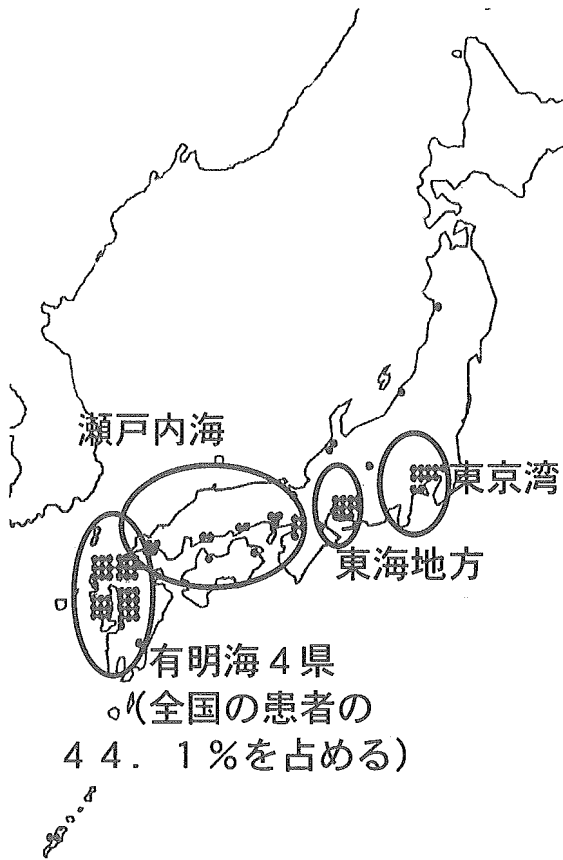 瀬戸内海
東京湾
東海地方
有明海４県
(全国の患者の
４４．１％を占める)